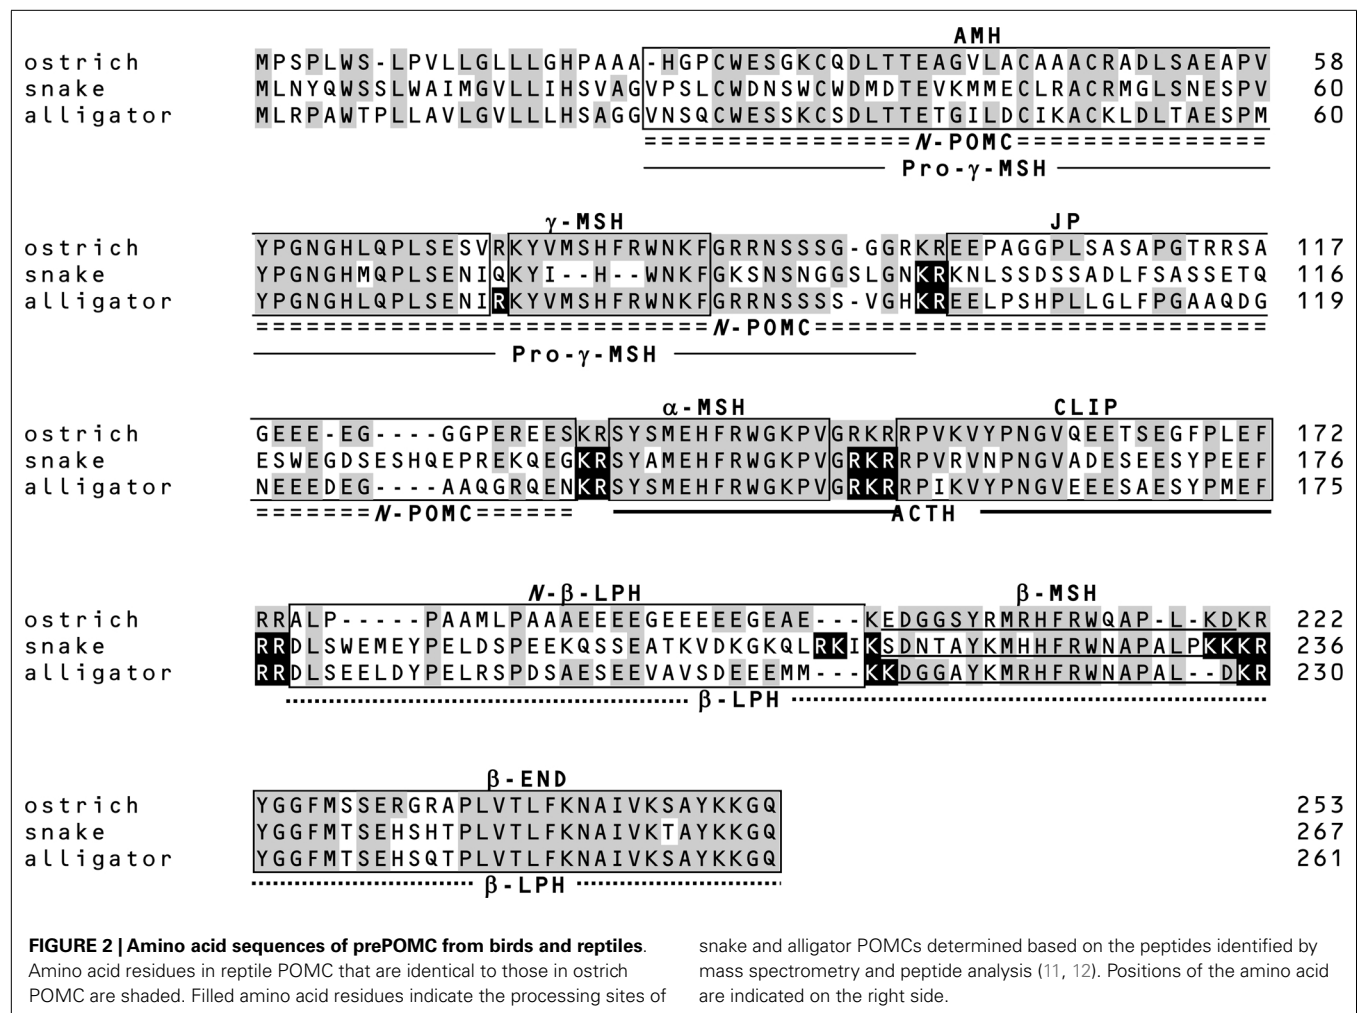 AMH
ostrich MPSPLWS-LPVLLGLLLGHPAAA-HGPCWESGKCQDLTTEAGVLACAAACRADLSAEAPV 58
snake MLNYQWSSLWAIMGVLLIHSVAGVPSLCWDNSWCWDMDTEVKMMECLRACRMGLSNESPV 60
alligator MLRPAWTPLLAVLGVLLLHSAGGVNSQCWESSKCSDLTTETGILDCIKACKLDLTAESPM 60
================N-POMC===============
Pro-γ-MSH
γ-MSH JP
ostrich YPGNGHLQPLSESVRKYVMSHFRWNKFGRRNSSSG-GGRKREEPAGGPLSASAPGTRRSA 117
snake YPGNGHMQPLSENIQKYI--H--WNKFGKSNSNGGSLGNKRKNLSSDSSADLFSASSETQ 116
alligator YPGNGHLQPLSENIRKYVMSHFRWNKFGRRNSSSS-VGHKREELPSHPLLGLFPGAAQDG 119
===========================N-POMC===========================
Pro-γ-MSH
α-MSH CLIP
ostrich GEEE-EG----GGPEREESKRSYSMEHFRWGKPVGRKRRPVKVYPNGVQEETSEGFPLEF 172
snake ESWEGDSESHQEPREKQEGKRSYAMEHFRWGKPVGRKRRPVRVNPNGVADESEESYPEEF 176
alligator NEEEDEG----AAQGRQENKRSYSMEHFRWGKPVGRKRRPIKVYPNGVEEESAESYPMEF 175
=======N-POMC====== ACTH
N-β-LPH β-MSH
ostrich RRALP-----PAAMLPAAAEEEEGEEEEEEGEAE---KEDGGSYRMRHFRWQAP-L-KDKR 222
snake RRDLSWEMEYPELDSPEEKQSSEATKVDKGKQLRKIKSDNTAYKMHHFRWNAPALPKKKR 236
alligator RRDLSEELDYPELRSPDSAESEEVAVSDEEEMM---KKDGGAYKMRHFRWNAPAL--DKR 230
β-LPH
β-END
ostrich YGGFMSSERGRAPLVTLFKNAIVKSAYKKGQ 253
snake YGGFMTSEHSHTPLVTLFKNAIVKTAYKKGQ 267
alligator YGGFMTSEHSQTPLVTLFKNAIVKSAYKKGQ 261
β-LPH
FIGURE 2 | Amino acid sequences of prePOMC from birds and reptiles.
Amino acid residues in reptile POMC that are identical to those in ostrich
POMC are shaded. Filled amino acid residues indicate the processing sites of
snake and alligator POMCs determined based on the peptides identified by
mass spectrometry and peptide analysis (11, 12). Positions of the amino acid
are indicated on the right side.